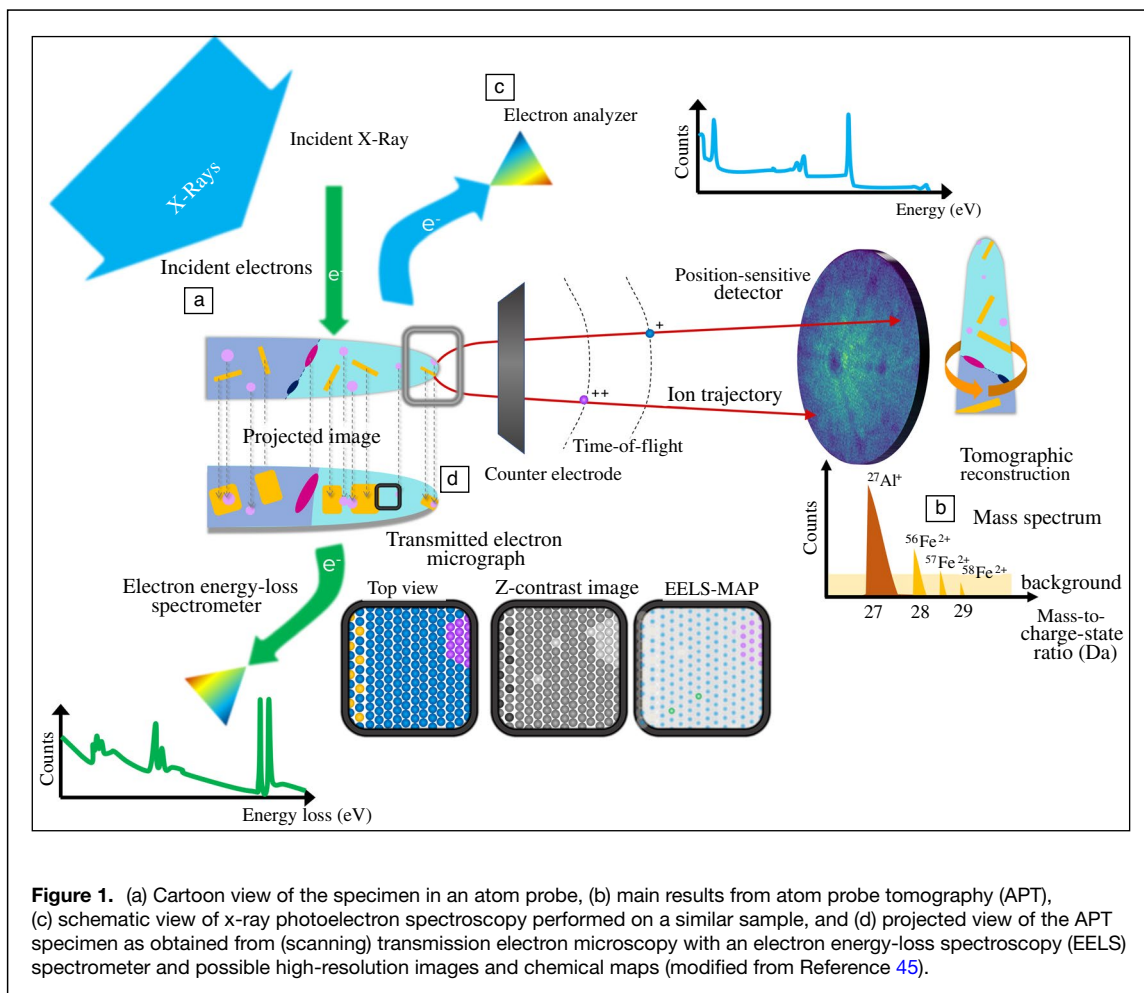 c
Electron analyzer
Incident X-Ray
X-Rays
e-
Counts
Energy (eV)
Incident electrons
a
e-
Position-sensitive
detector
+
++
Ion trajectory
Time-of-flight
Counter electrode
Projected image
d
Tomographic
reconstruction
Transmitted electron
micrograph
e-
Electron energy-loss
spectrometer
Counts
²⁷Al⁺
b
Mass spectrum
⁵⁶Fe²⁺
⁵⁷Fe²⁺
⁵⁸Fe²⁺
background
27 28 29
Mass-to-
charge-state
ratio (Da)
Top view
Z-contrast image
EELS-MAP
Counts
Energy loss (eV)
Figure 1. (a) Cartoon view of the specimen in an atom probe, (b) main results from atom probe tomography (APT),
(c) schematic view of x-ray photoelectron spectroscopy performed on a similar sample, and (d) projected view of the APT
specimen as obtained from (scanning) transmission electron microscopy with an electron energy-loss spectroscopy (EELS)
spectrometer and possible high-resolution images and chemical maps (modified from Reference 45).